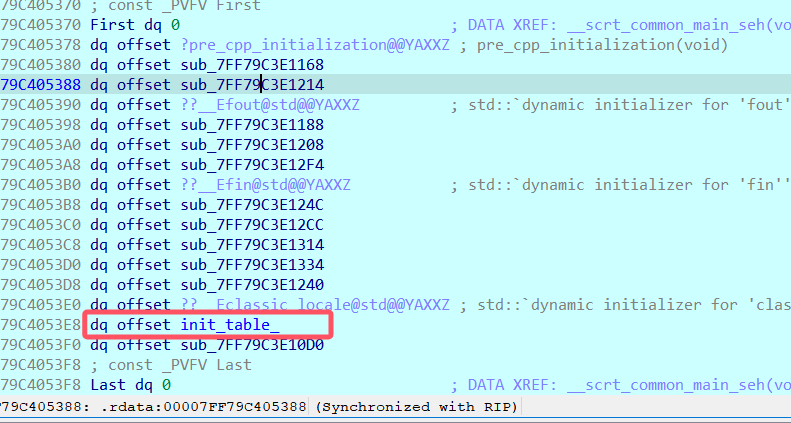 79C405370 ; const _PVFV First
79C405370 First dq 0 ; DATA XREF: __scrt_common_main_seh(vo
79C405378 dq offset ?pre_cpp_initialization@@YAXXZ ; pre_cpp_initialization(void)
79C405380 dq offset sub_7FF79C3E1168
79C405388 dq offset sub_7FF79C3E1214
79C405390 dq offset ??__Efout@std@@YAXXZ ; std::`dynamic initializer for 'fout'
79C405398 dq offset sub_7FF79C3E1188
79C4053A0 dq offset sub_7FF79C3E1208
79C4053A8 dq offset sub_7FF79C3E12F4
79C4053B0 dq offset ??__Efin@std@@YAXXZ ; std::`dynamic initializer for 'fin''
79C4053B8 dq offset sub_7FF79C3E124C
79C4053C0 dq offset sub_7FF79C3E12CC
79C4053C8 dq offset sub_7FF79C3E1314
79C4053D0 dq offset sub_7FF79C3E1334
79C4053D8 dq offset sub_7FF79C3E1240
79C4053E0 dq offset ??__Eclassic_locale@std@@YAXXZ ; std::`dynamic initializer for 'clas
79C4053E8 dq offset init_table_
79C4053F0 dq offset sub_7FF79C3E10D0
79C4053F8 ; const _PVFV Last
79C4053F8 Last dq 0 ; DATA XREF: __scrt_common_main_seh(vo
F79C405388: .rdata:00007FF79C405388 (Synchronized with RIP)